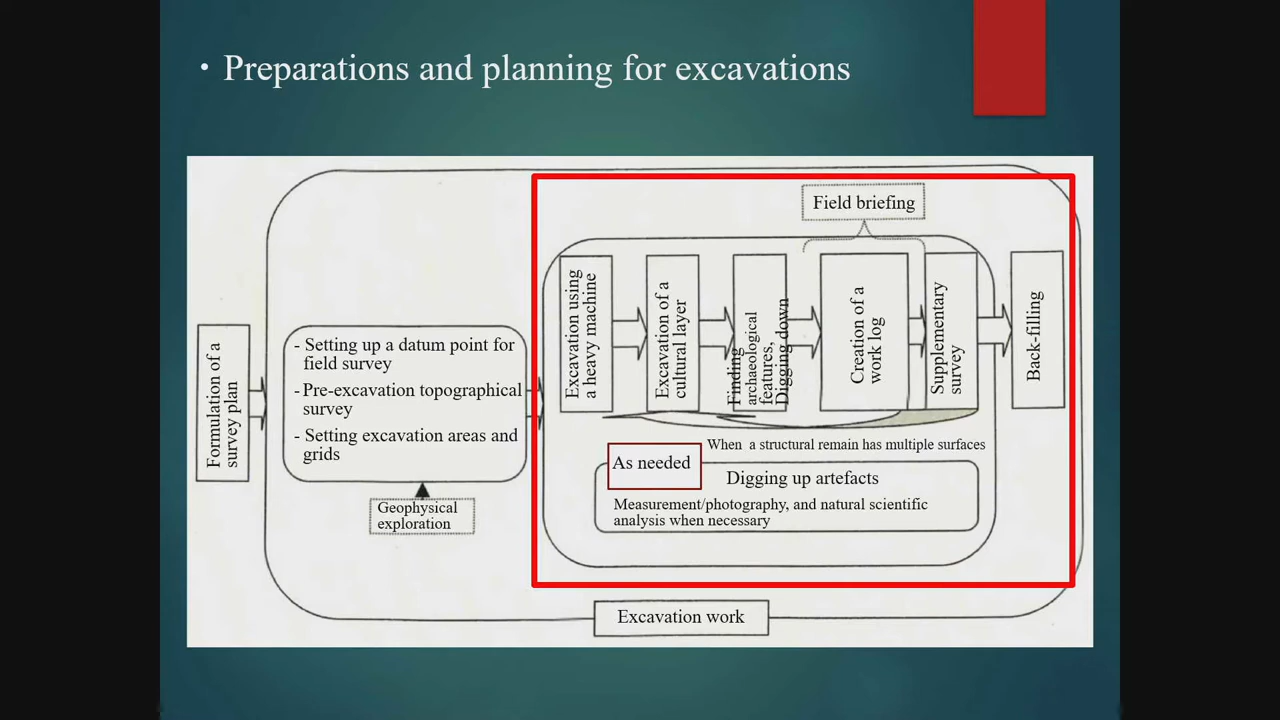 • Preparations and planning for excavations
Formulation of a
survey plan
- Setting up a datum point for
field survey
- Pre-excavation topographical
survey
- Setting excavation areas and
grids
Geophysical
exploration
Field briefing
Excavation using
a heavy machine
Excavation of a
cultural layer
Finding
archaeological
features,
Digging down
Creation of a
work log
Supplementary
survey
Back-filling
When a structural remain has multiple surfaces
As needed
Digging up artefacts
Measurement/photography, and natural scientific
analysis when necessary
Excavation work